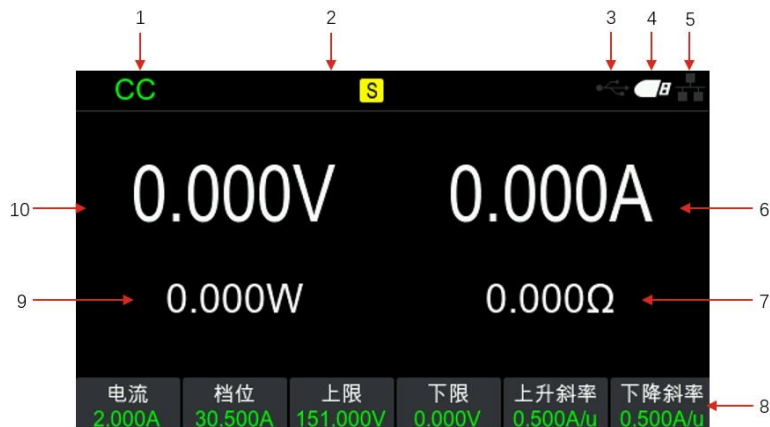 1 2 3 4 5
CC S
10 0.000V 0.000A 6
9 0.000W 0.000Ω 7
电流 档位 上限 下限 上升斜率 下降斜率
8
2.000A 30.500A 151.000V 0.000V 0.500A/u 0.500A/u